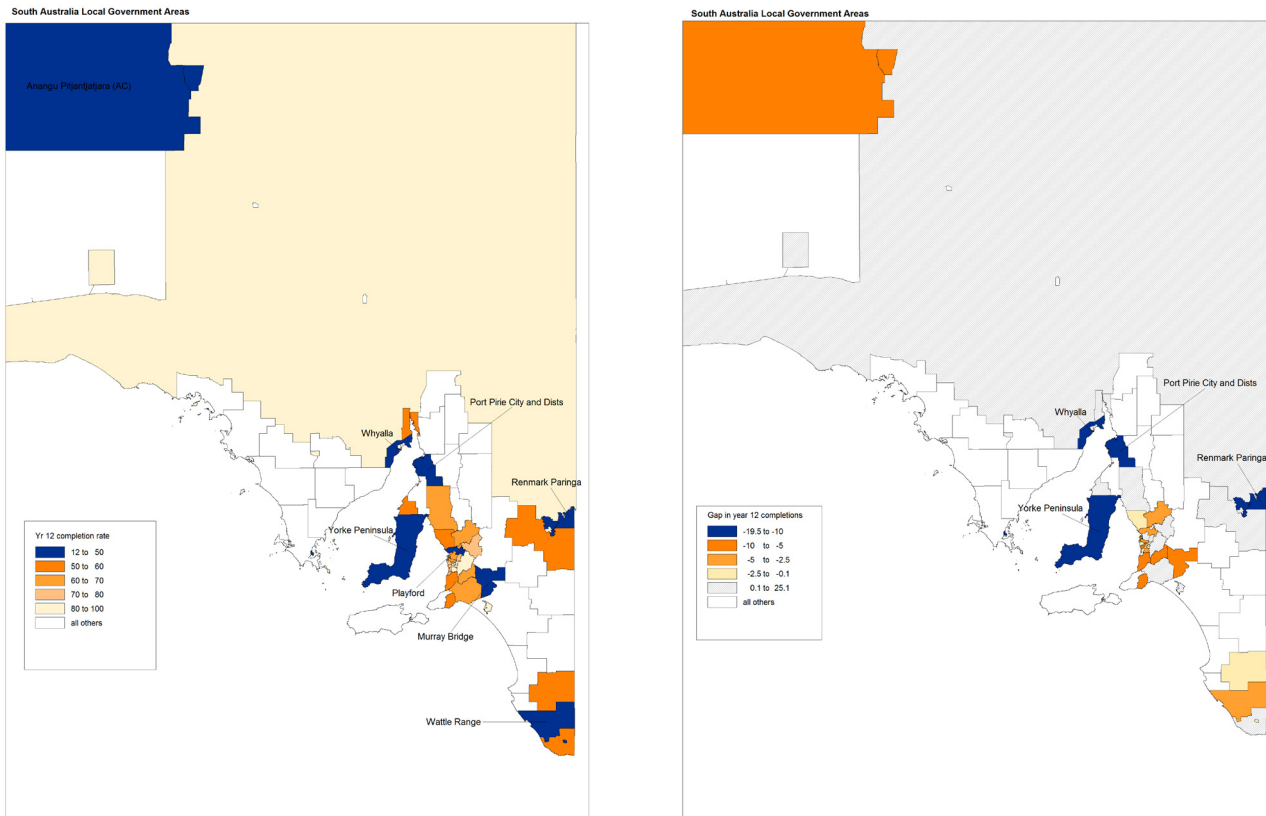 South Australia Local Government Areas
Anangu Pitjantjatjara (AC)
Port Pirie City and Dists
Whyalla
Renmark Paringa
Yorke Peninsula
Playford
Murray Bridge
Wattle Range
Yr 12 completion rate
12 to 50
50 to 60
60 to 70
70 to 80
80 to 100
all others
South Australia Local Government Areas
Port Pirie City and Dists
Whyalla
Renmark Paringa
Yorke Peninsula
Gap in year 12 completions
-19.5 to -10
-10 to -5
-5 to -2.5
-2.5 to -0.1
0.1 to 25.1
all others